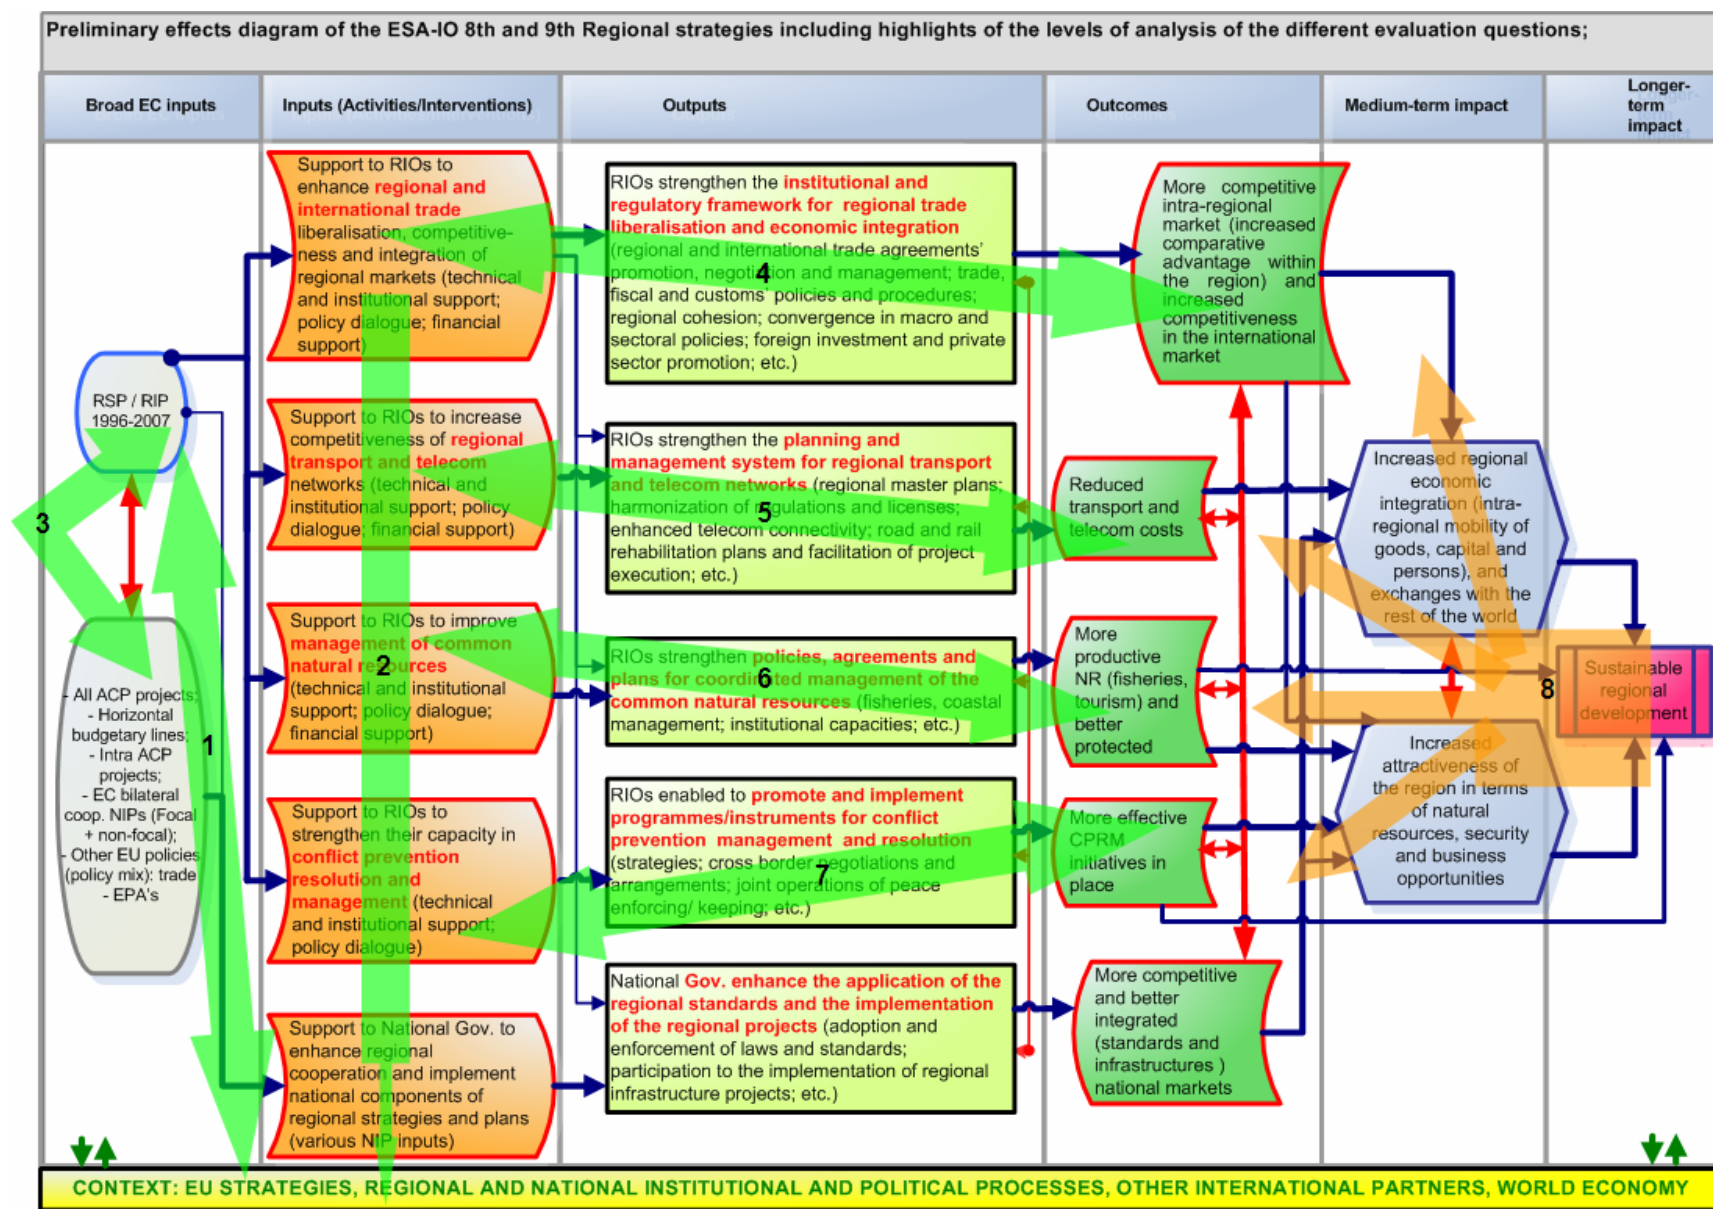 Preliminary effects diagram of the ESA-IO 8th and 9th Regional strategies including highlights of the levels of analysis of the different evaluation questions;
Broad EC inputs
Inputs (Activities/Interventions)
Outputs
Outcomes
Medium-term impact
Longer-
term
impact
RSP / RIP
1996-2007
3
- All ACP projects;
- Horizontal
budgetary lines;
- Intra ACP
projects;
- EC bilateral
coop. NIPs (Focal
+ non-focal);
- Other EU policies
(policy mix): trade
- EPA's
1
Support to RIOs to
enhance regional and
international trade
liberalisation, competitive-
ness and integration of
regional markets (technical
and institutional support;
policy dialogue; financial
support)
Support to RIOs to increase
competitiveness of regional
transport and telecom
networks (technical and
institutional support; policy
dialogue; financial support)
Support to RIOs to improve
management of common
natural resources
(technical and institutional
support; policy dialogue;
financial support)
2
Support to RIOs to
strengthen their capacity in
conflict prevention
resolution and
management (technical
and institutional support;
policy dialogue)
Support to National Gov. to
enhance regional
cooperation and implement
national components of
regional strategies and plans
(various NIP inputs)
RIOs strengthen the institutional and
regulatory framework for regional trade
liberalisation and economic integration
(regional and international trade agreements'
promotion, negotiation and management; trade,
fiscal and customs' policies and procedures;
regional cohesion; convergence in macro and
sectoral policies; foreign investment and private
sector promotion; etc.)
4
RIOs strengthen the planning and
management system for regional transport
and telecom networks (regional master plans;
harmonization of regulations and licenses;
enhanced telecom connectivity; road and rail
rehabilitation plans and facilitation of project
execution; etc.)
5
RIOs strengthen policies, agreements and
plans for coordinated management of the
common natural resources (fisheries, coastal
management; institutional capacities; etc.)
6
RIOs enabled to promote and implement
programmes/instruments for conflict
prevention management and resolution
(strategies; cross border negotiations and
arrangements; joint operations of peace
enforcing/ keeping; etc.)
7
National Gov. enhance the application of the
regional standards and the implementation
of the regional projects (adoption and
enforcement of laws and standards;
participation to the implementation of regional
infrastructure projects; etc.)
More competitive
intra-regional
market (increased
comparative
advantage within
the region) and
increased
competitiveness
in the international
market
Reduced
transport and
telecom costs
More
productive
NR (fisheries,
tourism) and
better
protected
More effective
CPRM
initiatives in
place
More competitive
and better
integrated
(standards and
infrastructures )
national markets
Increased regional
economic
integration (intra-
regional mobility of
goods, capital and
persons), and
exchanges with the
rest of the world
Increased
attractiveness of
the region in terms
of natural
resources, security
and business
opportunities
8
Sustainable
regional
development
CONTEXT: EU STRATEGIES, REGIONAL AND NATIONAL INSTITUTIONAL AND POLITICAL PROCESSES, OTHER INTERNATIONAL PARTNERS, WORLD ECONOMY